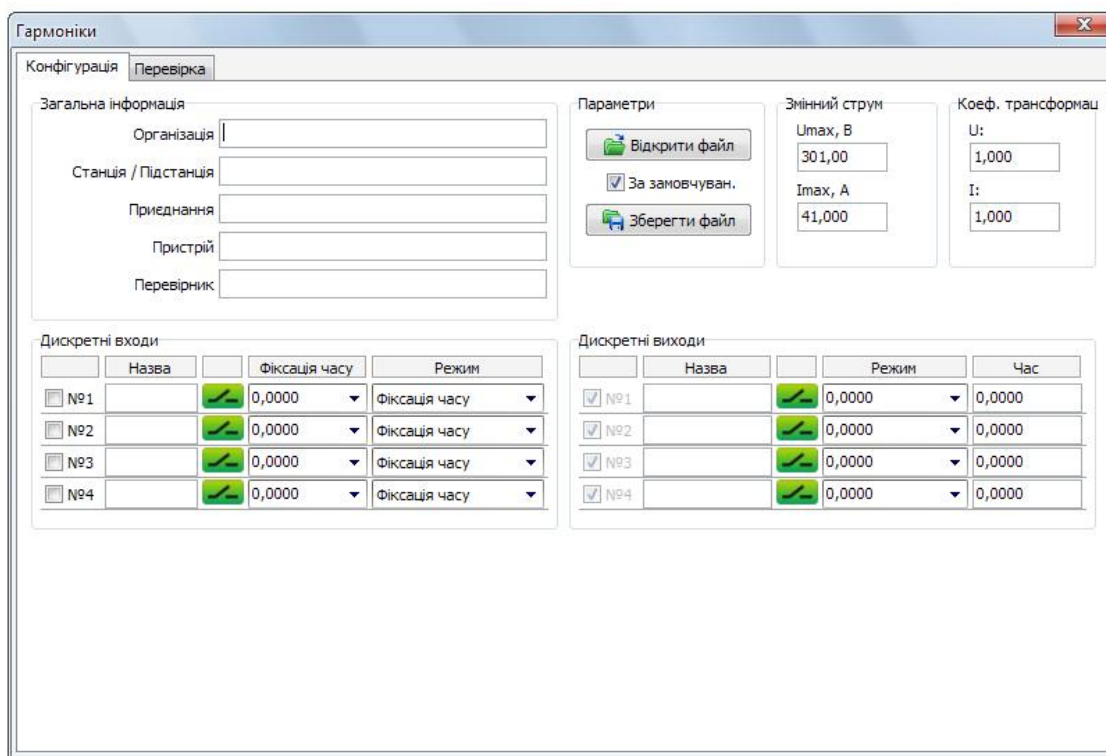 Гармоніки
Конфігурація Перевірка
Загальна інформація
Організація
Станція / Підстанція
Приєднання
Пристрій
Перевірник
Параметри
Відкрити файл
За замовчуван.
Зберегти файл
Змінний струм
Umax, В
301,00
Imax, А
41,000
Коеф. трансформац
U:
1,000
I:
1,000
Дискретні входи
Назва Фіксація часу Режим
№1 0,0000 Фіксація часу
№2 0,0000 Фіксація часу
№3 0,0000 Фіксація часу
№4 0,0000 Фіксація часу
Дискретні виходи
Назва Режим Час
№1 0,0000 0,0000
№2 0,0000 0,0000
№3 0,0000 0,0000
№4 0,0000 0,0000